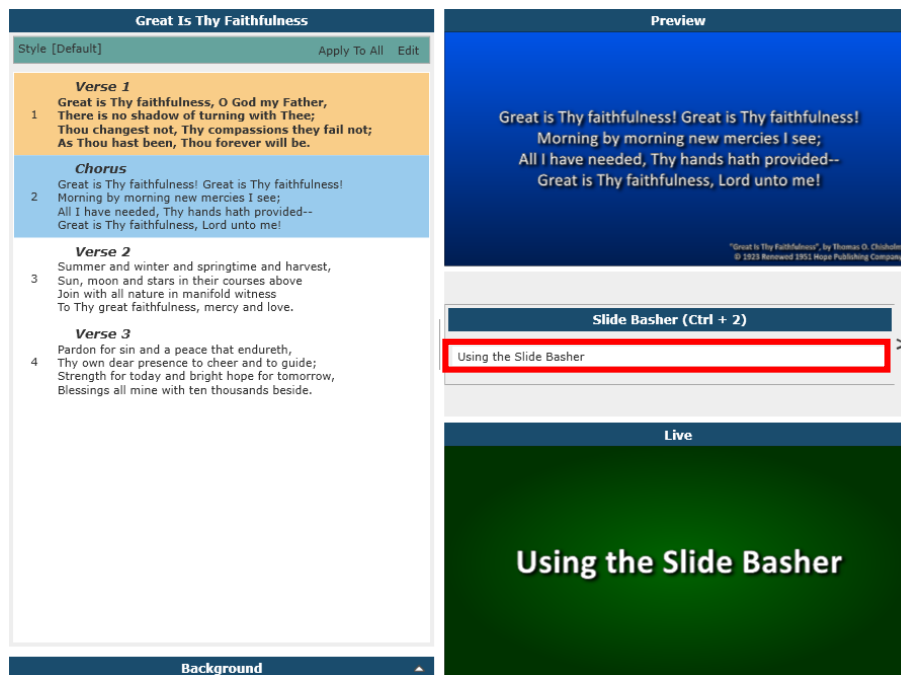 Great Is Thy Faithfulness
Style [Default]
Apply To All
Edit
Verse 1
1
Great is Thy faithfulness, O God my Father,
There is no shadow of turning with Thee;
Thou changest not, Thy compassions they fail not;
As Thou hast been, Thou forever will be.
Chorus
2
Great is Thy faithfulness! Great is Thy faithfulness!
Morning by morning new mercies I see;
All I have needed, Thy hands hath provided--
Great is Thy faithfulness, Lord unto me!
Verse 2
3
Summer and winter and springtime and harvest,
Sun, moon and stars in their courses above
Join with all nature in manifold witness
To Thy great faithfulness, mercy and love.
Verse 3
4
Pardon for sin and a peace that endureth,
Thy own dear presence to cheer and to guide;
Strength for today and bright hope for tomorrow,
Blessings all mine with ten thousands beside.
Background
Preview
Great is Thy faithfulness! Great is Thy faithfulness!
Morning by morning new mercies I see;
All I have needed, Thy hands hath provided--
Great is Thy faithfulness, Lord unto me!
"Great Is Thy Faithfulness", by Thomas O. Chisholm
© 1923 Renewed 1951 Hope Publishing Company
Slide Basher (Ctrl + 2)
Using the Slide Basher
>
Live
Using the Slide Basher